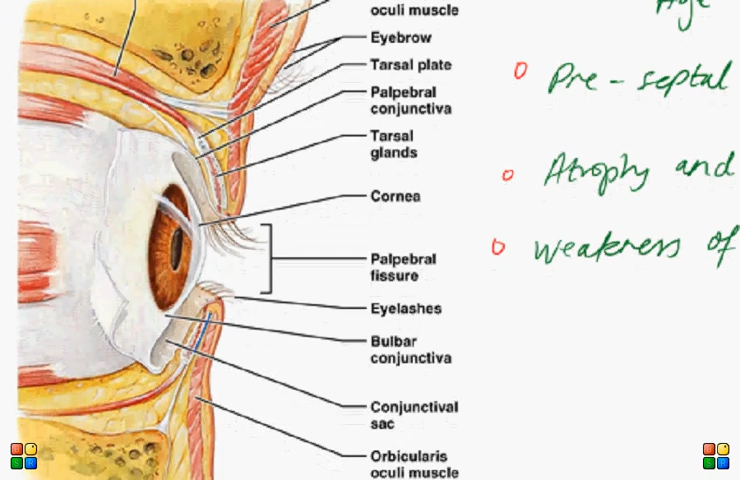 oculi muscle
Eyebrow
Tarsal plate
Palpebral
conjunctiva
Tarsal
glands
Cornea
Palpebral
fissure
Eyelashes
Bulbar
conjunctiva
Conjunctival
sac
Orbicularis
oculi muscle
Age
Pre-septal
Atrophy and
Weakness of